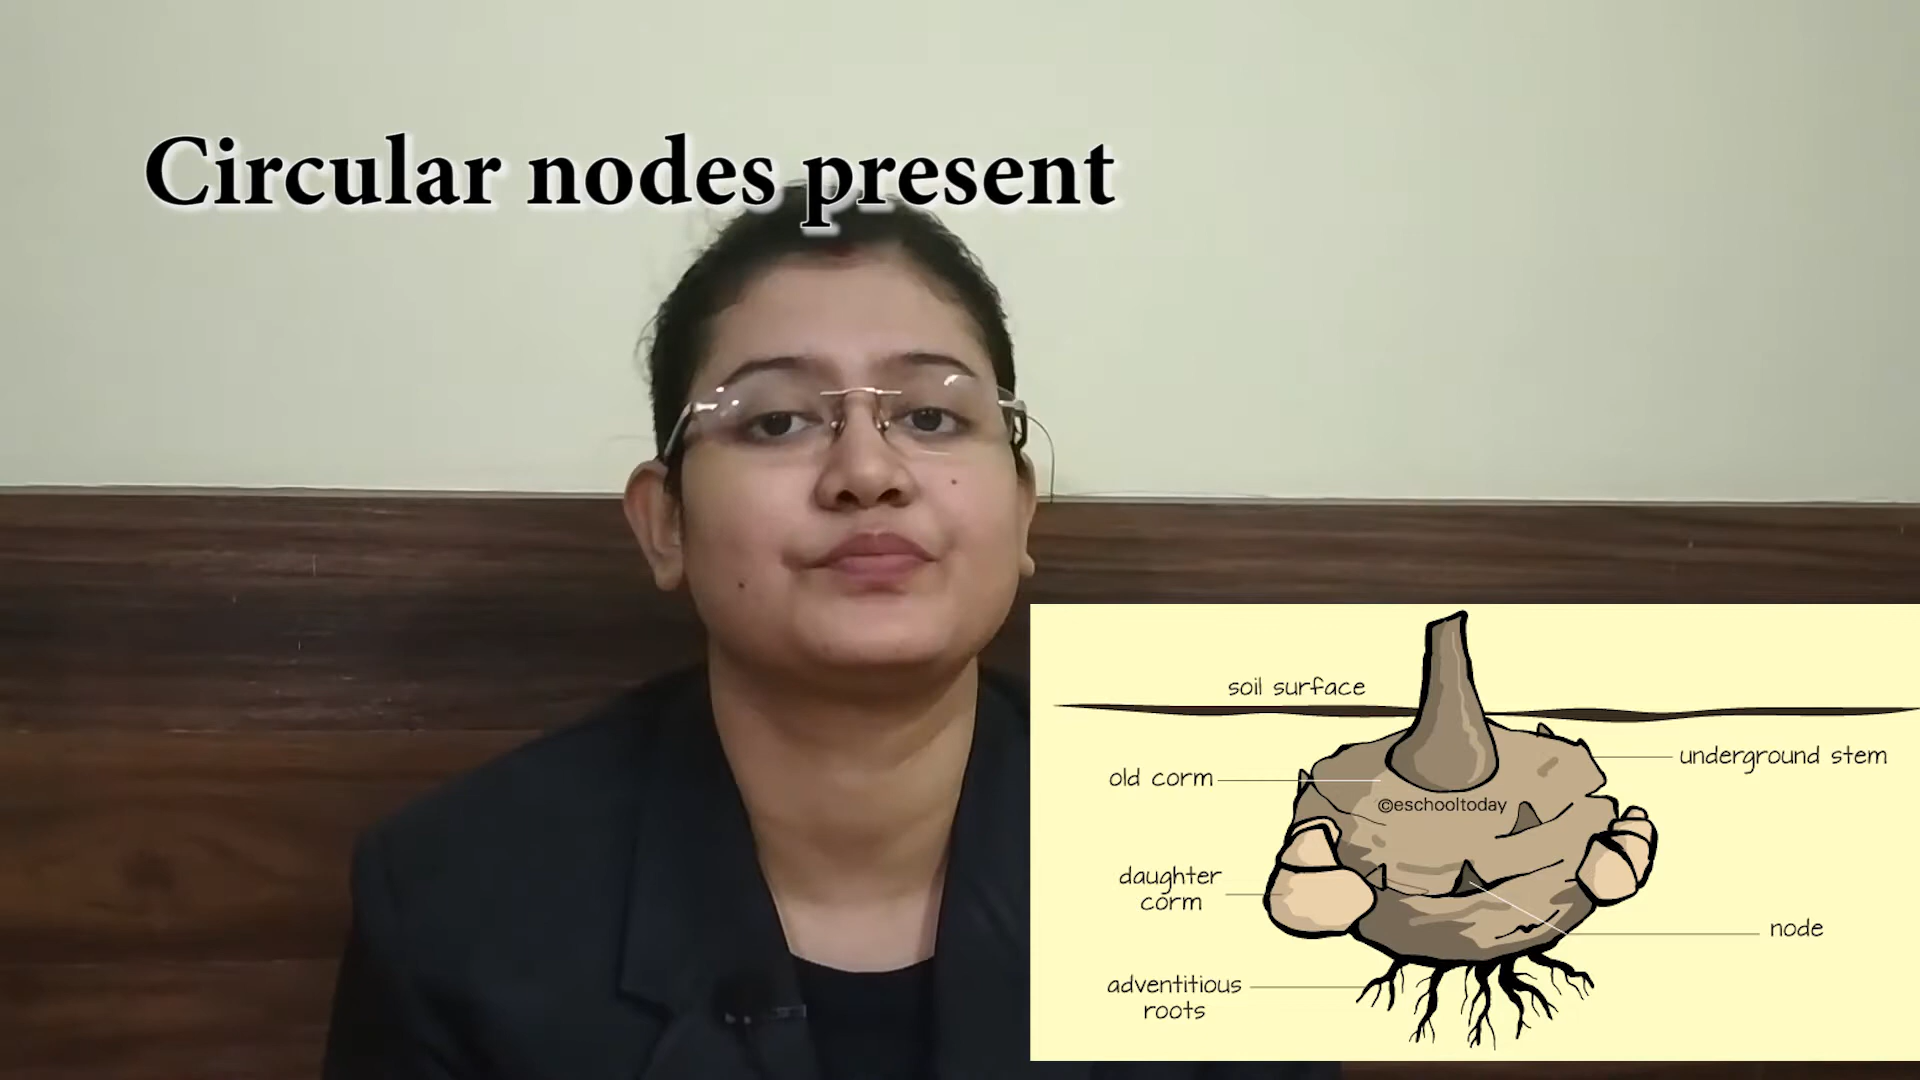 Circular nodes present
soil surface
underground stem
old corm
©eschooltoday
daughter
corm
node
adventitious
roots